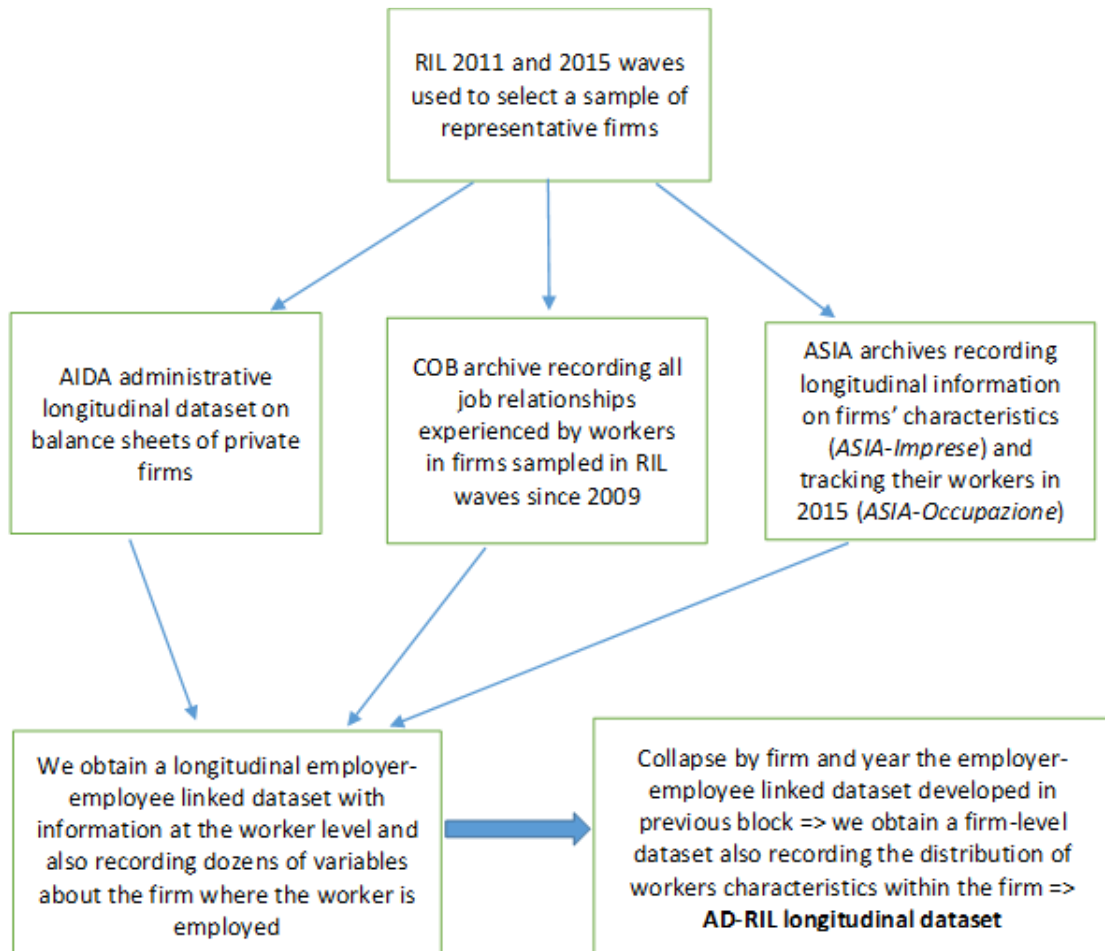 RIL 2011 and 2015 waves
used to select a sample of
representative firms
AIDA administrative
longitudinal dataset on
balance sheets of private
firms
COB archive recording all
job relationships
experienced by workers
in firms sampled in RIL
waves since 2009
ASIA archives recording
longitudinal information
on firms’ characteristics
(ASIA-Imprese) and
tracking their workers in
2015 (ASIA-Occupazione)
We obtain a longitudinal employer-
employee linked dataset with
information at the worker level and
also recording dozens of variables
about the firm where the worker is
employed
Collapse by firm and year the employer-
employee linked dataset developed in
previous block => we obtain a firm-level
dataset also recording the distribution of
workers characteristics within the firm =>
AD-RIL longitudinal dataset